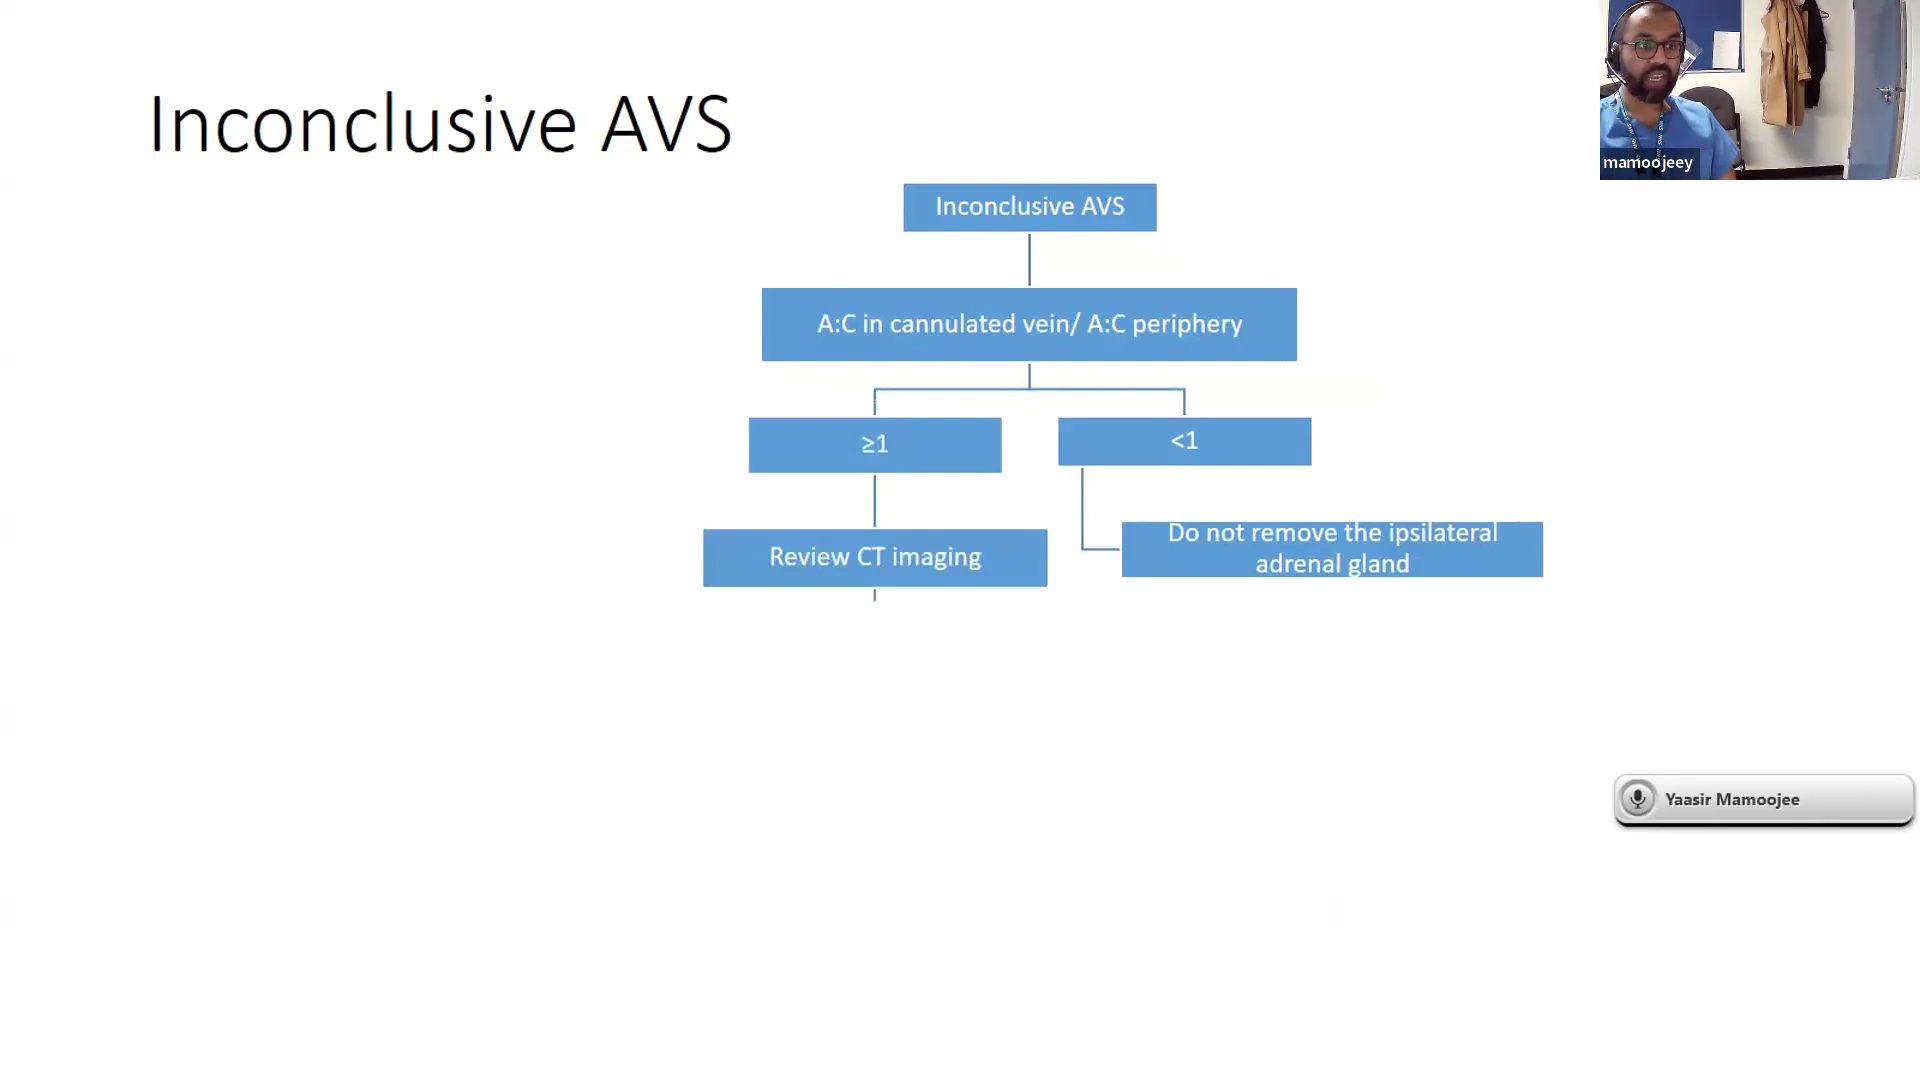 Inconclusive AVS
mamoojeey
Inconclusive AVS
A:C in cannulated vein/ A:C periphery
≥1
<1
Review CT imaging
Do not remove the ipsilateral
adrenal gland
Yaasir Mamoojee